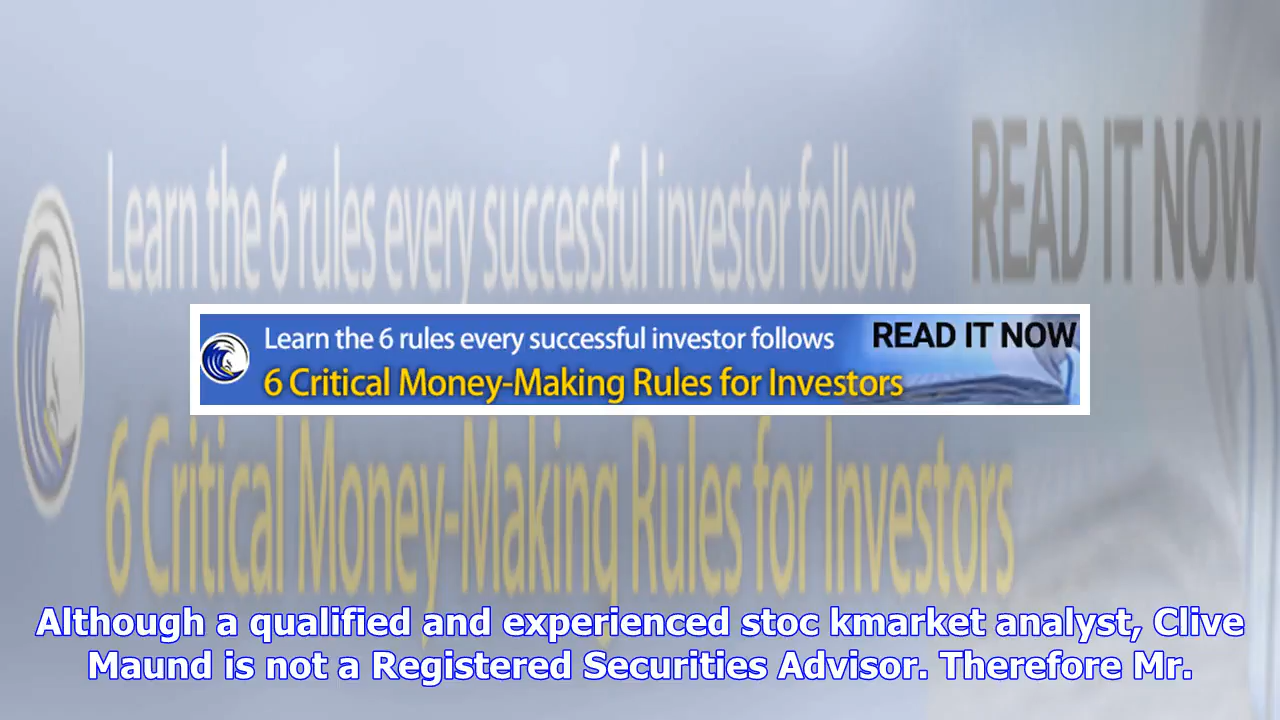 Learn the 6 rules every successful investor follows
READ IT NOW
Learn the 6 rules every successful investor follows
READ IT NOW
6 Critical Money-Making Rules for Investors
6 Critical Money-Making Rules for Investors
Although a qualified and experienced stoc kmarket analyst, Clive
Maund is not a Registered Securities Advisor. Therefore Mr.